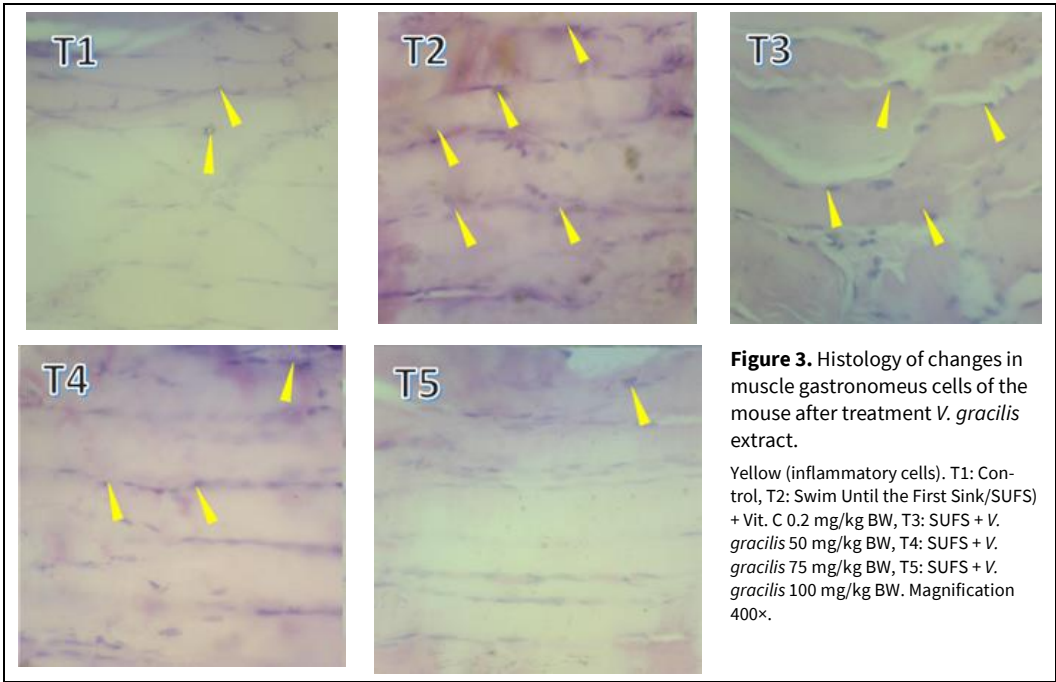 T1
T2
T3
T4
T5
Figure 3. Histology of changes in
muscle gastronomeus cells of the
mouse after treatment V. gracilis
extract.
Yellow (inflammatory cells). T1: Con-
trol, T2: Swim Until the First Sink/SUFS)
+ Vit. C 0.2 mg/kg BW, T3: SUFS + V.
gracilis 50 mg/kg BW, T4: SUFS + V.
gracilis 75 mg/kg BW, T5: SUFS + V.
gracilis 100 mg/kg BW. Magnification
400×.